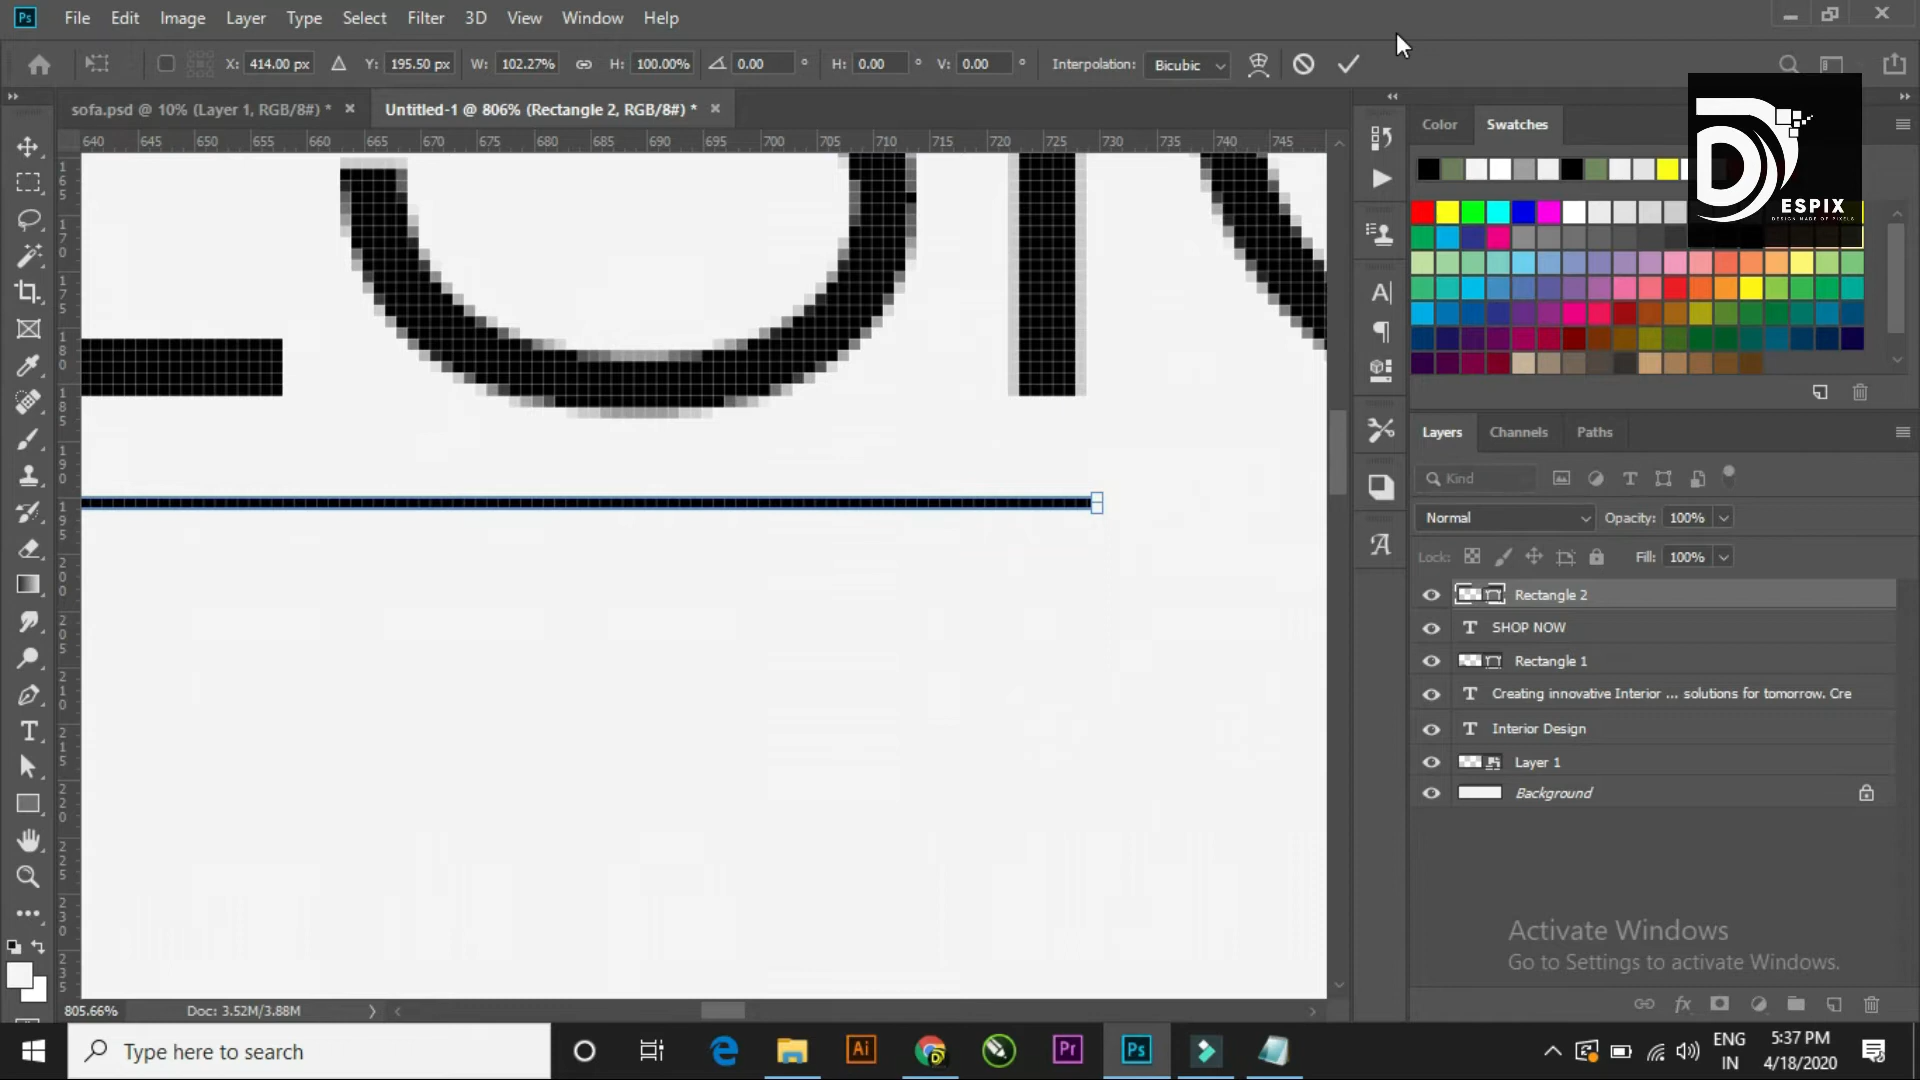 Ps File Edit Image Layer Type Select Filter 3D View Window Help
X: 414.00 px Y: 195.50 px W: 102.27% H: 100.00% 0.00 ° H: 0.00 ° V: 0.00 ° Interpolation: Bicubic
sofa.psd @ 10% (Layer 1, RGB/8#) * × Untitled-1 @ 806% (Rectangle 2, RGB/8#) * ×
640 645 650 655 660 665 670 675 680 685 690 695 700 705 710 715 720 725 730 735 740 745
165
170
175
180
185
190
195
200
205
210
215
220
225
230
235
Color Swatches
D
ESPIX
DESIGN MADE OF PIXELS
Layers Channels Paths
Kind
Normal Opacity: 100%
Lock: Fill: 100%
Rectangle 2
SHOP NOW
Rectangle 1
Creating innovative Interior ... solutions for tomorrow. Cre
Interior Design
Layer 1
Background
Activate Windows
Go to Settings to activate Windows.
805.66% Doc: 3.52M/3.88M
Type here to search
Ai Pr Ps
ENG
IN
5:37 PM
4/18/2020